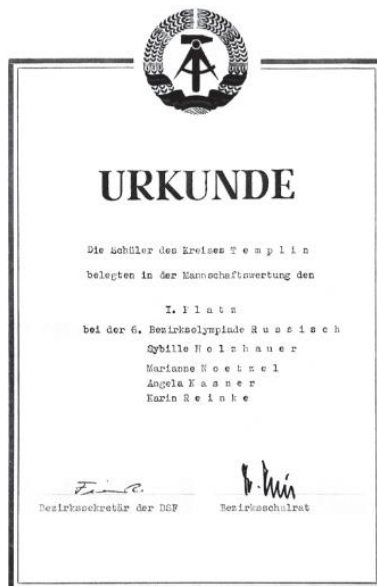 URKUNDE
Die Schüler des Kreises T e m p l i n
belegten in der Mannschaftswertung den
I. P l a t z
bei der 6. Bezirksolympiade R u s s i s c h
Sybille H o l z h a u e r
Marianne N o e t z e l
Angela K a s n e r
Karin R e i n k e
Bezirkssekretär der DSF Bezirksschulrat